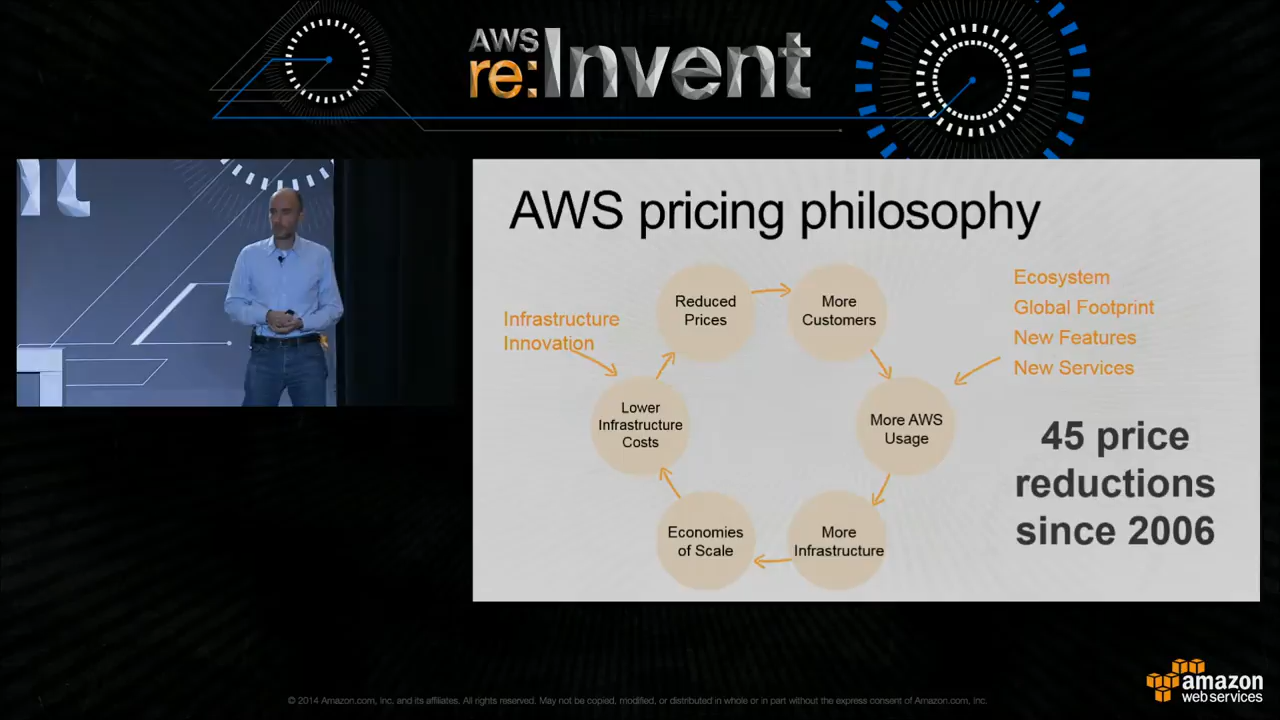 AWS
re:Invent
AWS pricing philosophy
Infrastructure
Innovation
Reduced
Prices
More
Customers
Ecosystem
Global Footprint
New Features
New Services
Lower
Infrastructure
Costs
More AWS
Usage
45 price
reductions
since 2006
Economies
of Scale
More
Infrastructure
amazon
web services
© 2014 Amazon.com, Inc. and its affiliates. All rights reserved. May not be copied, modified, or distributed in whole or in part without the express consent of Amazon.com, Inc.